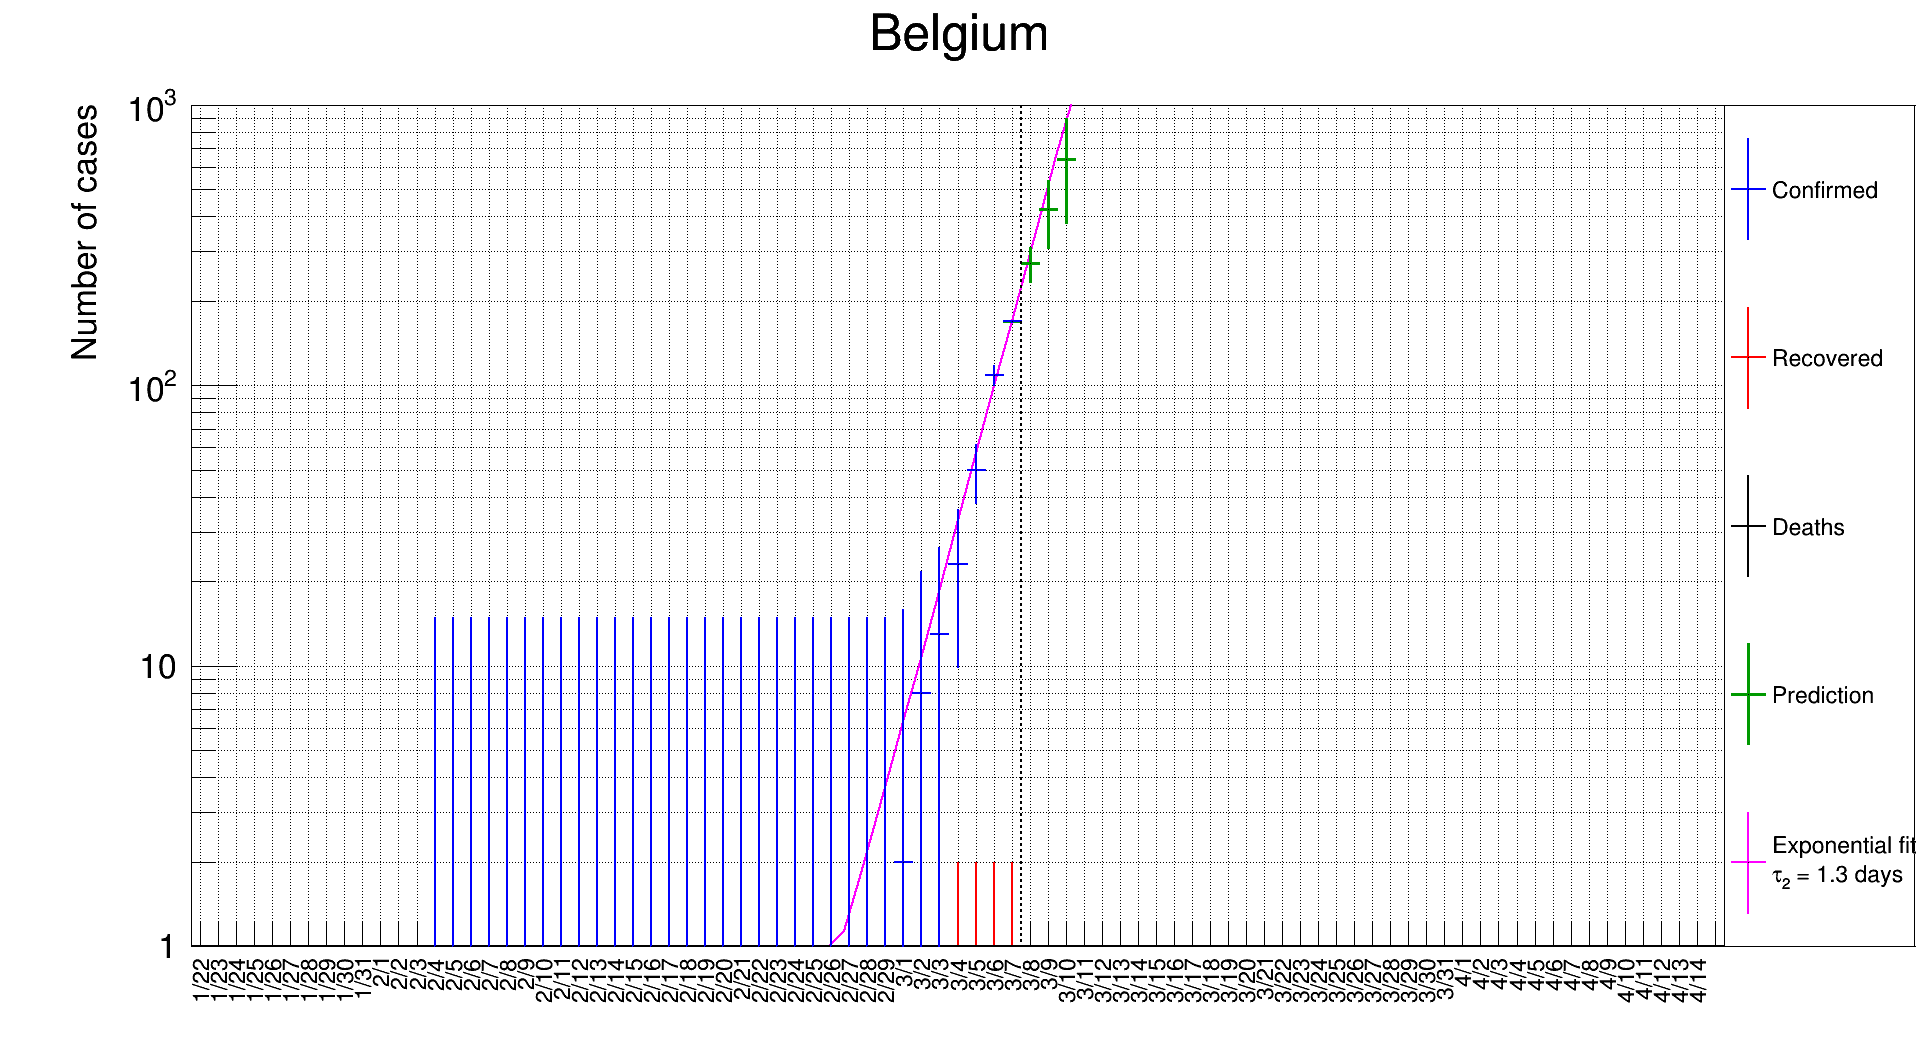 Belgium
Number of cases
10³
10²
10
1
1/22 1/23 1/24 1/25 1/26 1/27 1/28 1/29 1/30 1/31 2/1 2/2 2/3 2/4 2/5 2/6 2/7 2/8 2/9 2/10 2/11 2/12 2/13 2/14 2/15 2/16 2/17 2/18 2/19 2/20 2/21 2/22 2/23 2/24 2/25 2/26 2/27 2/28 2/29 3/1 3/2 3/3 3/4 3/5 3/6 3/7 3/8 3/9 3/10 3/11 3/12 3/13 3/14 3/15 3/16 3/17 3/18 3/19 3/20 3/21 3/22 3/23 3/24 3/25 3/26 3/27 3/28 3/29 3/30 3/31 4/1 4/2 4/3 4/4 4/5 4/6 4/7 4/8 4/9 4/10 4/11 4/12 4/13 4/14
Confirmed
Recovered
Deaths
Prediction
Exponential fit
τ₂ = 1.3 days